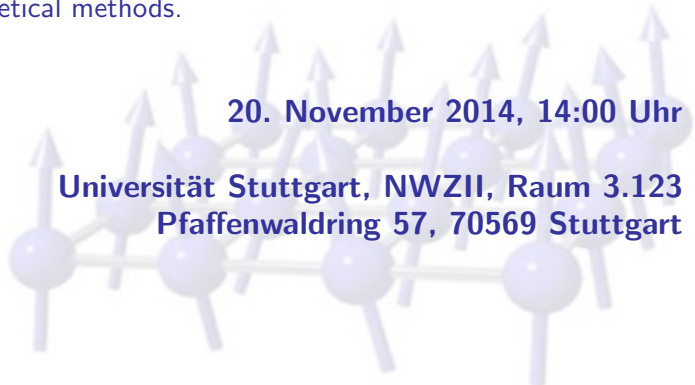 etical methods.
20. November 2014, 14:00 Uhr
Universität Stuttgart, NWZII, Raum 3.123
Pfaffenwaldring 57, 70569 Stuttgart